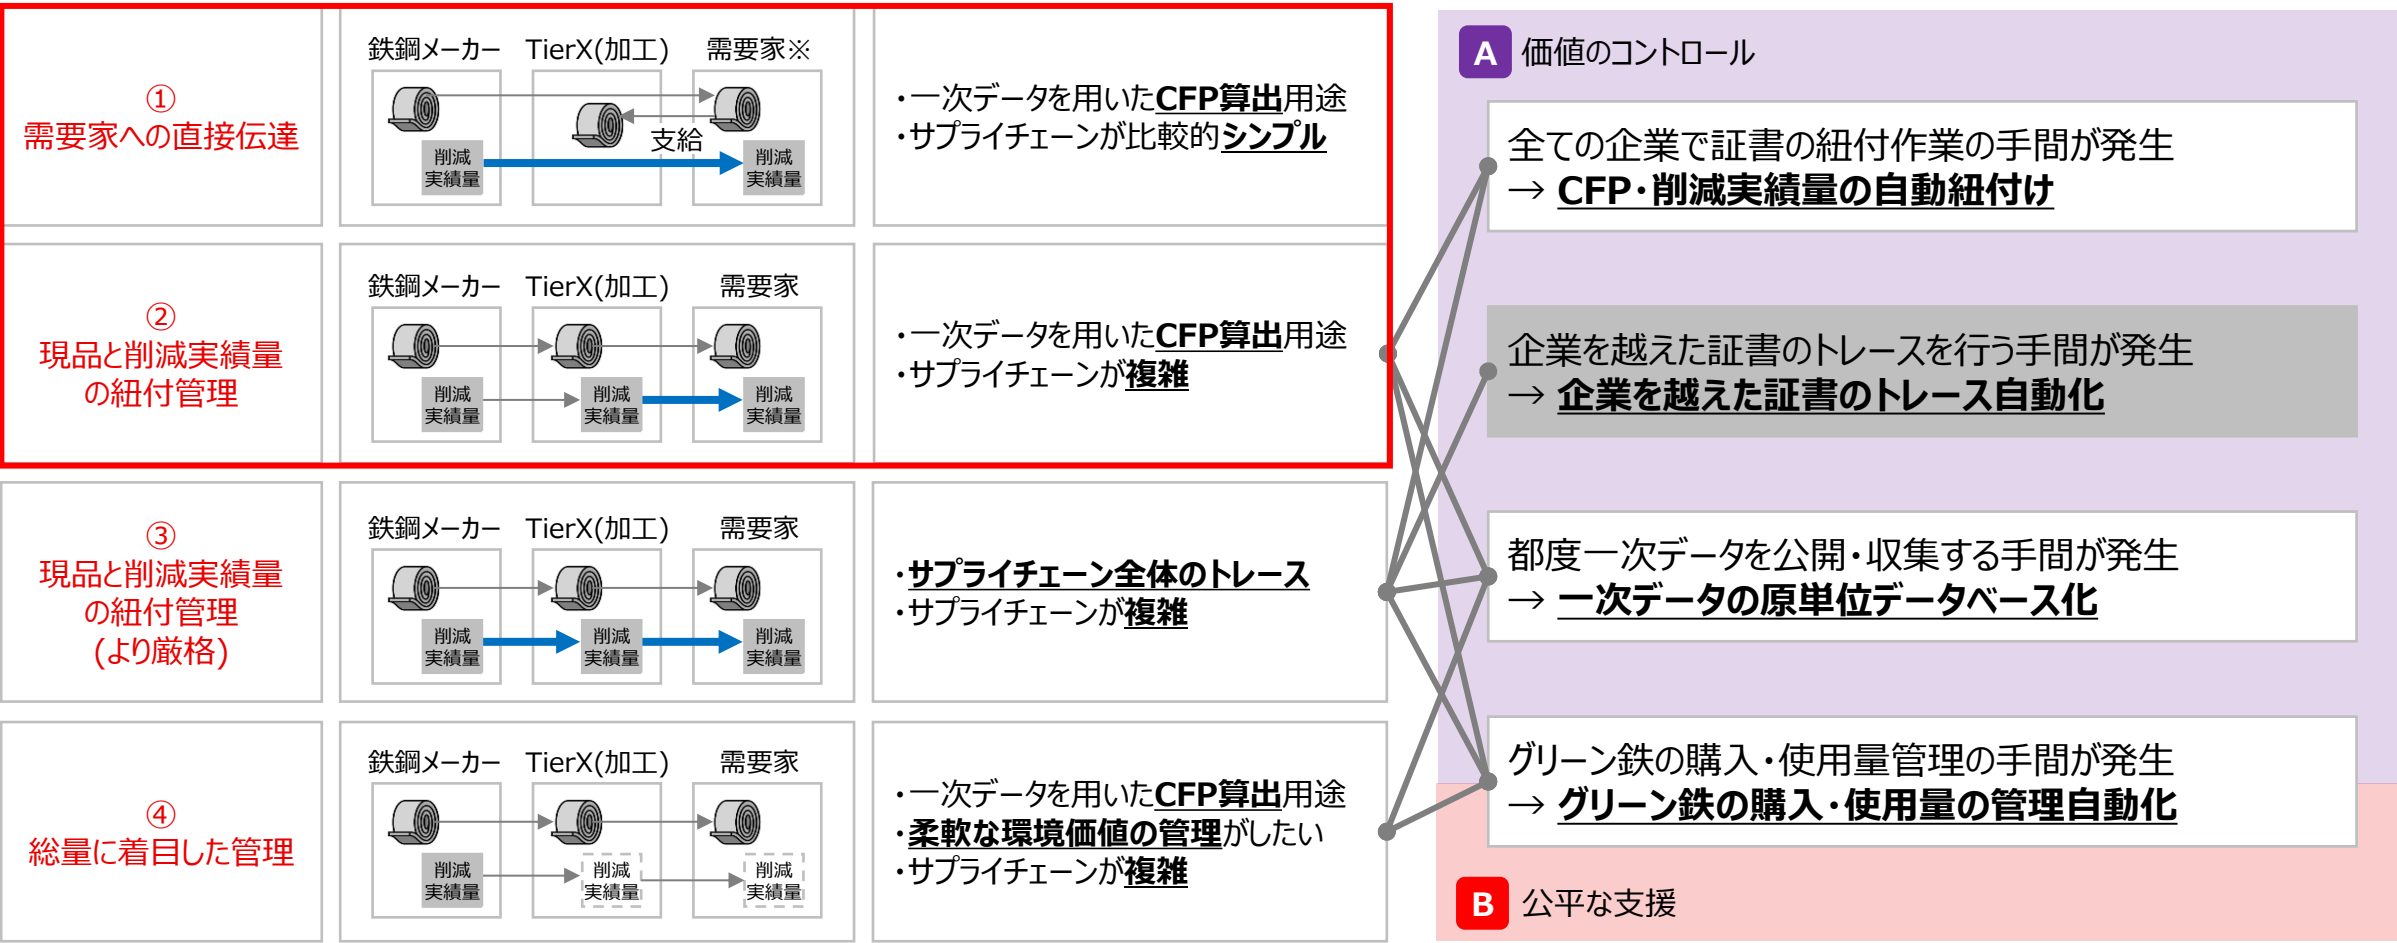 ①
需要家への直接伝達
鉄鋼メーカー TierX(加工) 需要家※
支給
削減
実績量
削減
実績量
・一次データを用いたCFP算出用途
・サプライチェーンが比較的シンプル
②
現品と削減実績量
の紐付管理
鉄鋼メーカー TierX(加工) 需要家
削減
実績量
削減
実績量
削減
実績量
・一次データを用いたCFP算出用途
・サプライチェーンが複雑
③
現品と削減実績量
の紐付管理
(より厳格)
鉄鋼メーカー TierX(加工) 需要家
削減
実績量
削減
実績量
削減
実績量
・サプライチェーン全体のトレース
・サプライチェーンが複雑
④
総量に着目した管理
鉄鋼メーカー TierX(加工) 需要家
削減
実績量
削減
実績量
削減
実績量
・一次データを用いたCFP算出用途
・柔軟な環境価値の管理がしたい
・サプライチェーンが複雑
A 価値のコントロール
全ての企業で証書の紐付作業の手間が発生
→ CFP・削減実績量の自動紐付け
企業を越えた証書のトレースを行う手間が発生
→ 企業を越えた証書のトレース自動化
都度一次データを公開・収集する手間が発生
→ 一次データの原単位データベース化
グリーン鉄の購入・使用量管理の手間が発生
→ グリーン鉄の購入・使用量の管理自動化
B 公平な支援